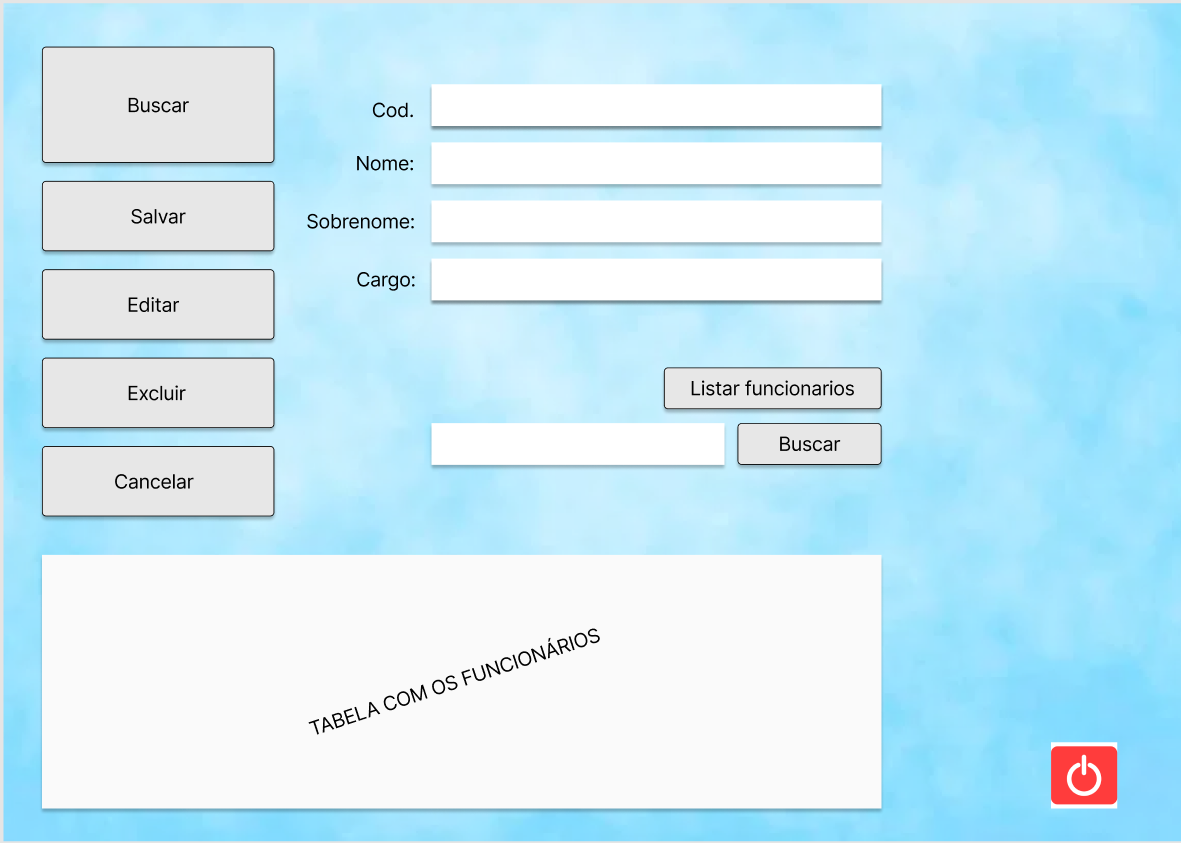 Buscar
Salvar
Editar
Excluir
Cancelar
Cod.
Nome:
Sobrenome:
Cargo:
Listar funcionarios
Buscar
TABELA COM OS FUNCIONÁRIOS